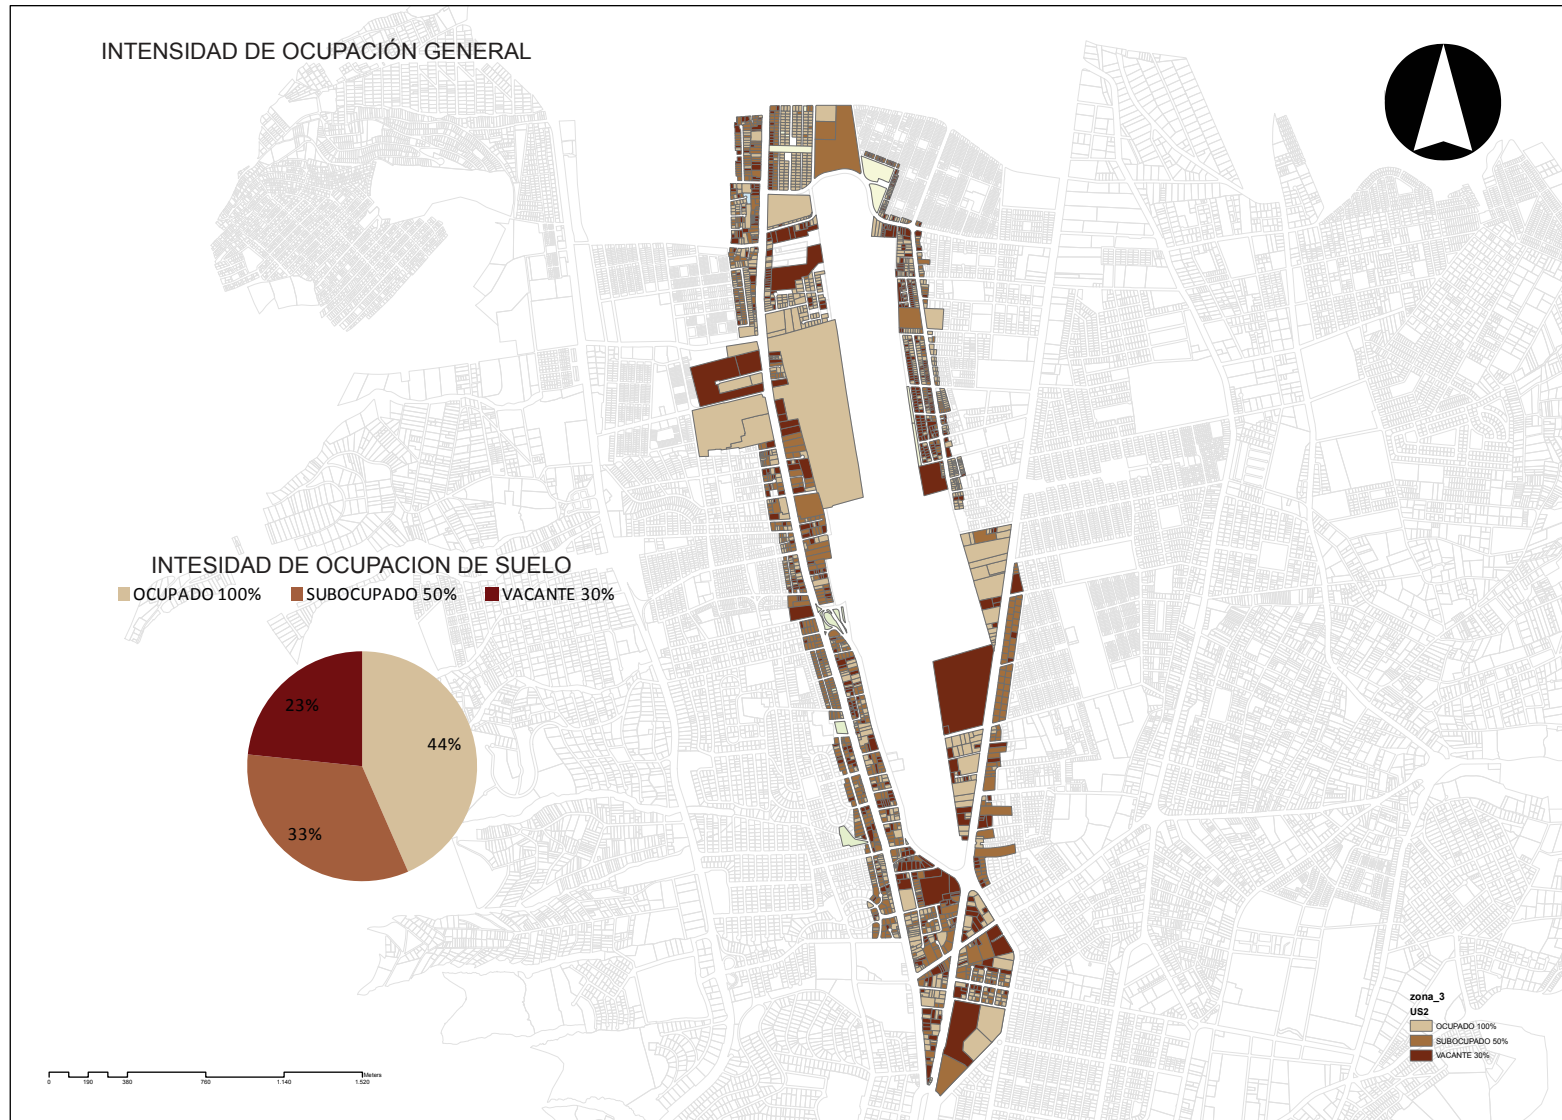 INTENSIDAD DE OCUPACIÓN GENERAL
INTESIDAD DE OCUPACION DE SUELO
OCUPADO 100% SUBOCUPADO 50% VACANTE 30%
23%
44%
33%
zona_3
US2
OCUPADO 100%
SUBOCUPADO 50%
VACANTE 30%
Meters
0 190 380 760 1.140 1.520